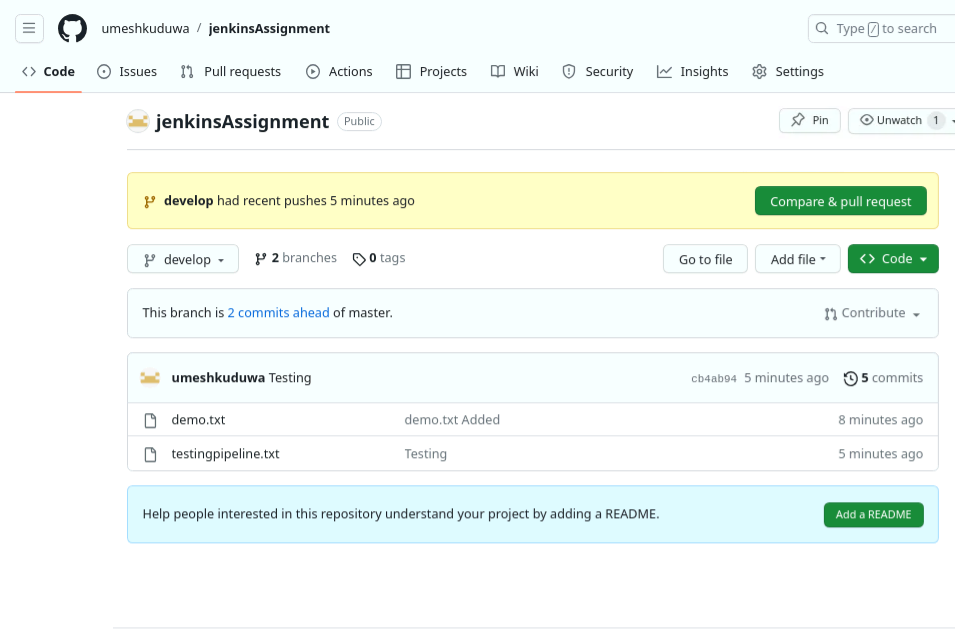 umeshkuduwa / jenkinsAssignment
Type / to search
Code Issues Pull requests Actions Projects Wiki Security Insights Settings
jenkinsAssignment Public
Pin Unwatch 1
develop had recent pushes 5 minutes ago
Compare & pull request
develop 2 branches 0 tags
Go to file Add file <> Code
This branch is 2 commits ahead of master.
Contribute
umeshkuduwa Testing cb4ab94 5 minutes ago 5 commits
demo.txt demo.txt Added 8 minutes ago
testingpipeline.txt Testing 5 minutes ago
Help people interested in this repository understand your project by adding a README.
Add a README